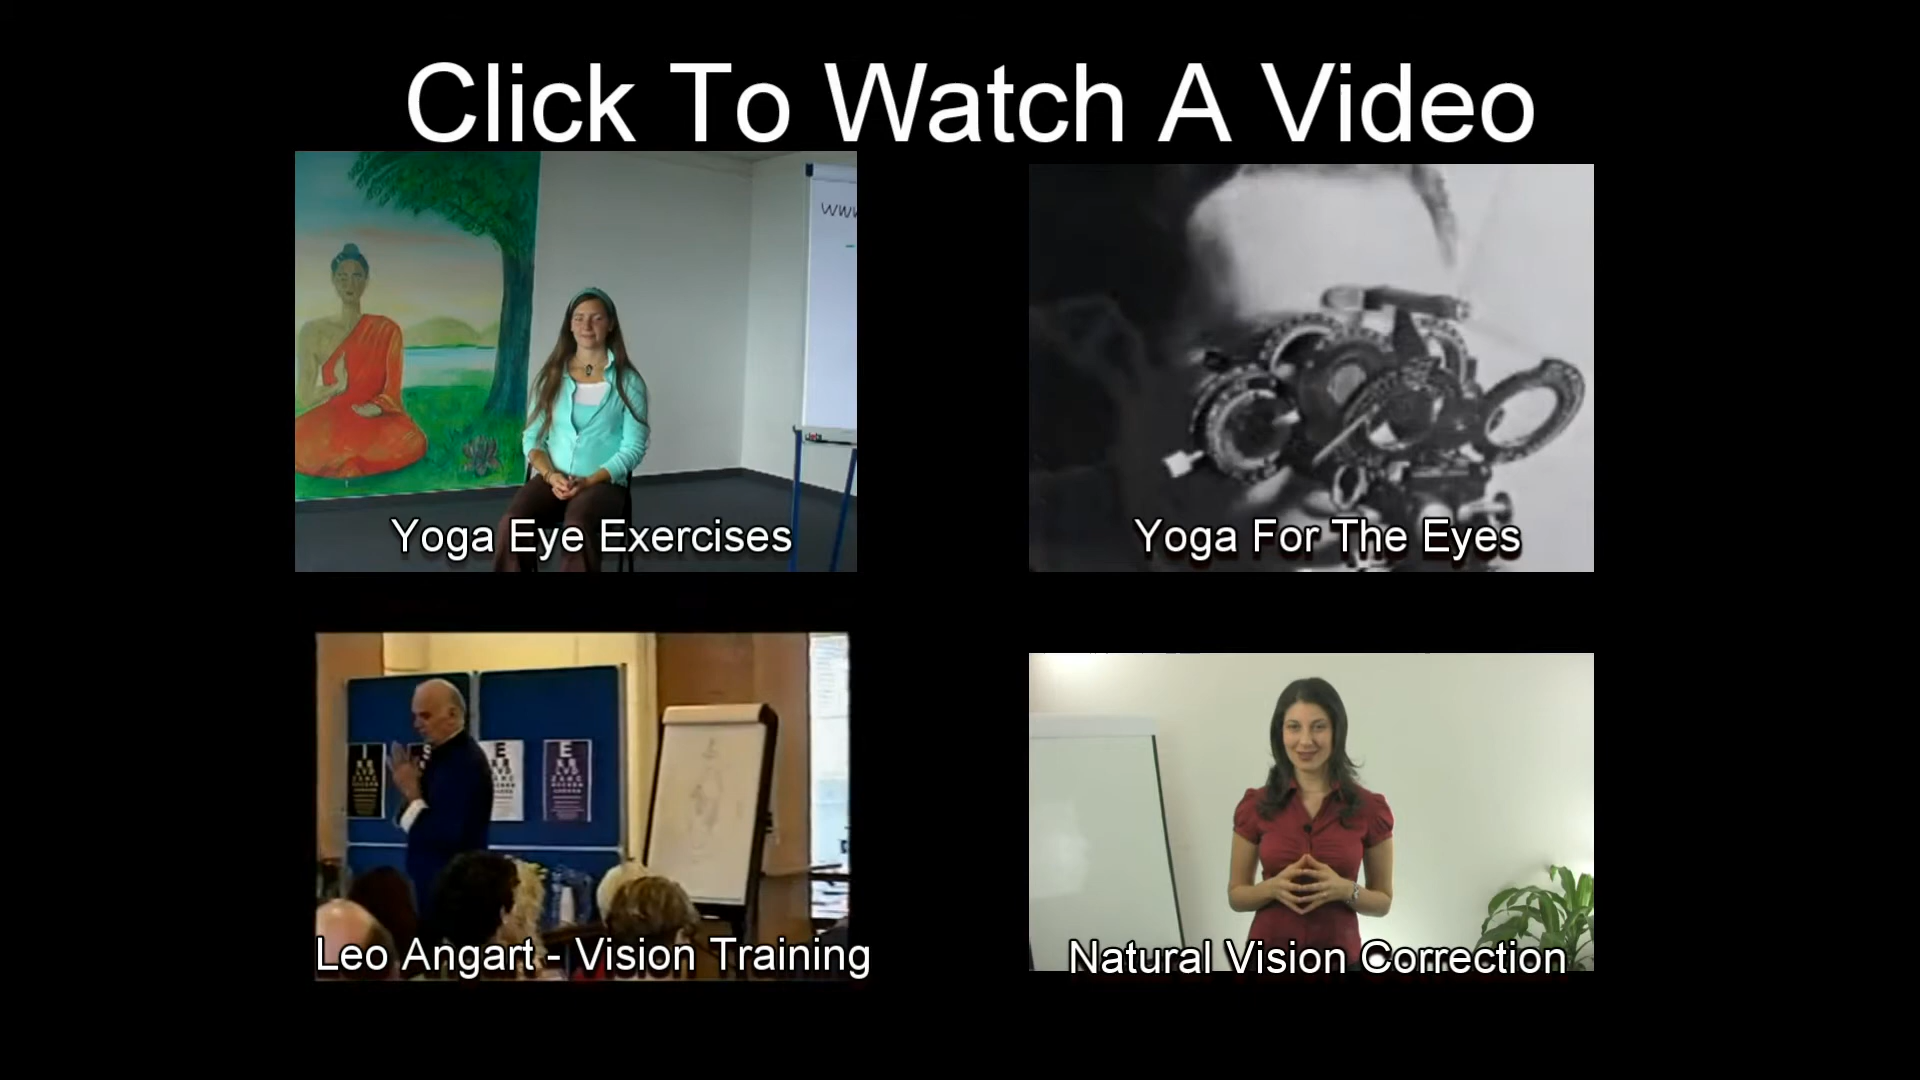 Click To Watch A Video
Yoga Eye Exercises
Yoga For The Eyes
Leo Angart - Vision Training
Natural Vision Correction